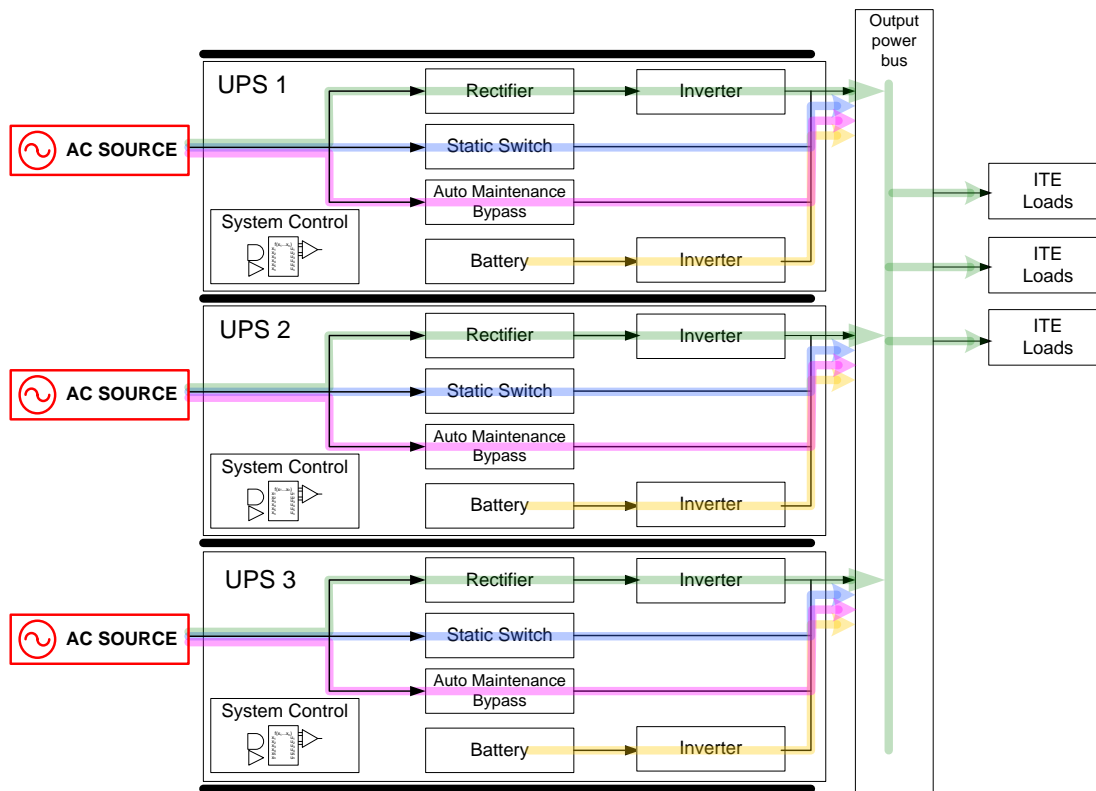 Output
power
bus
UPS 1
Rectifier
Inverter
AC SOURCE
Static Switch
Auto Maintenance
Bypass
System Control
Battery
Inverter
ITE
Loads
ITE
Loads
ITE
Loads
UPS 2
Rectifier
Inverter
AC SOURCE
Static Switch
Auto Maintenance
Bypass
System Control
Battery
Inverter
UPS 3
Rectifier
Inverter
AC SOURCE
Static Switch
Auto Maintenance
Bypass
System Control
Battery
Inverter